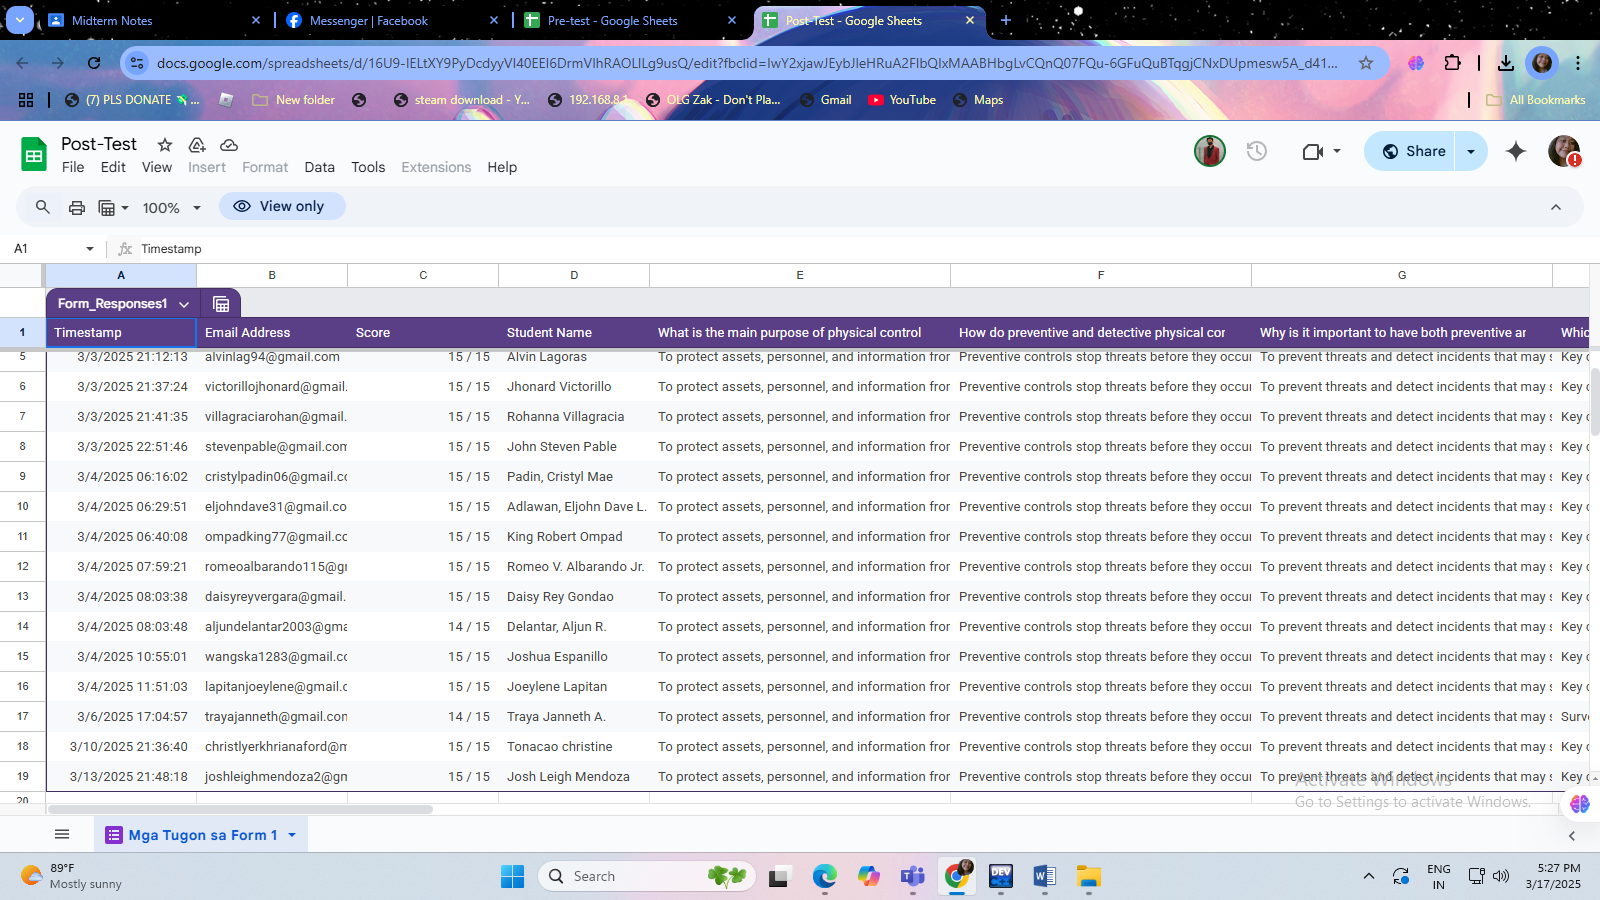 Midterm Notes
Messenger | Facebook
Pre-test - Google Sheets
Post-Test - Google Sheets
(7) PLS DONATE
New folder
steam download - Y...
192.168.8.1
OLG Zak - Don't Pla...
Gmail
YouTube
Maps
All Bookmarks
Post-Test
Share
File Edit View Insert Format Data Tools Extensions Help
100%
View only
A1
fx Timestamp
A B C D E F G
Form_Responses1
1 Timestamp Email Address Score Student Name What is the main purpose of physical control How do preventive and detective physical cor Why is it important to have both preventive ar Whic
5 3/3/2025 21:12:13 alvinlag94@gmail.com 15 / 15 Alvin Lagoras To protect assets, personnel, and information fror Preventive controls stop threats before they occur To prevent threats and detect incidents that may s Key c
6 3/3/2025 21:37:24 victorillojhonard@gmail. 15 / 15 Jhonard Victorillo To protect assets, personnel, and information fror Preventive controls stop threats before they occur To prevent threats and detect incidents that may s Key c
7 3/3/2025 21:41:35 villagraciarohan@gmail. 15 / 15 Rohanna Villagracia To protect assets, personnel, and information fror Preventive controls stop threats before they occur To prevent threats and detect incidents that may s Key c
8 3/3/2025 22:51:46 stevenpable@gmail.com 15 / 15 John Steven Pable To protect assets, personnel, and information fror Preventive controls stop threats before they occur To prevent threats and detect incidents that may s Key c
9 3/4/2025 06:16:02 cristylpadin06@gmail.cc 15 / 15 Padin, Cristyl Mae To protect assets, personnel, and information fror Preventive controls stop threats before they occur To prevent threats and detect incidents that may s Key c
10 3/4/2025 06:29:51 eljohndave31@gmail.co 15 / 15 Adlawan, Eljohn Dave L. To protect assets, personnel, and information fror Preventive controls stop threats before they occur To prevent threats and detect incidents that may s Key c
11 3/4/2025 06:40:08 ompadking77@gmail.cc 15 / 15 King Robert Ompad To protect assets, personnel, and information fror Preventive controls stop threats before they occur To prevent threats and detect incidents that may s Key c
12 3/4/2025 07:59:21 romeoalbarando115@gı 15 / 15 Romeo V. Albarando Jr. To protect assets, personnel, and information fror Preventive controls stop threats before they occur To prevent threats and detect incidents that may s Key c
13 3/4/2025 08:03:38 daisyreyvergara@gmail. 15 / 15 Daisy Rey Gondao To protect assets, personnel, and information fror Preventive controls stop threats before they occur To prevent threats and detect incidents that may s Key c
14 3/4/2025 08:03:48 aljundelantar2003@gma 14 / 15 Delantar, Aljun R. To protect assets, personnel, and information fror Preventive controls stop threats before they occur To prevent threats and detect incidents that may s Key c
15 3/4/2025 10:55:01 wangska1283@gmail.cc 15 / 15 Joshua Espanillo To protect assets, personnel, and information fror Preventive controls stop threats before they occur To prevent threats and detect incidents that may s Key c
16 3/4/2025 11:51:03 lapitanjoeylene@gmail.c 15 / 15 Joeylene Lapitan To protect assets, personnel, and information fror Preventive controls stop threats before they occur To prevent threats and detect incidents that may s Key c
17 3/6/2025 17:04:57 trayajanneth@gmail.con 14 / 15 Traya Janneth A. To protect assets, personnel, and information fror Preventive controls stop threats before they occur To prevent threats and detect incidents that may s Surve
18 3/10/2025 21:36:40 christlyerkhrianaford@m 15 / 15 Tonacao christine To protect assets, personnel, and information fror Preventive controls stop threats before they occur To prevent threats and detect incidents that may s Key c
19 3/13/2025 21:48:18 joshleighmendoza2@gn 15 / 15 Josh Leigh Mendoza To protect assets, personnel, and information fror Preventive controls stop threats before they occur To prevent threats and detect incidents that may s Key c
20
Activate Windows
Go to Settings to activate Windows.
Mga Tugon sa Form 1
89°F
Mostly sunny
Search
DEV
ENG
IN
5:27 PM
3/17/2025